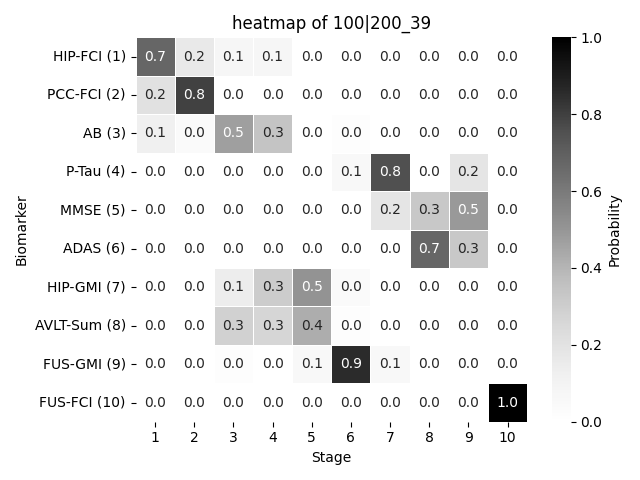 heatmap of 100|200_39
HIP-FCI (1) 0.7 0.2 0.1 0.1 0.0 0.0 0.0 0.0 0.0 0.0
PCC-FCI (2) 0.2 0.8 0.0 0.0 0.0 0.0 0.0 0.0 0.0 0.0
AB (3) 0.1 0.0 0.5 0.3 0.0 0.0 0.0 0.0 0.0 0.0
P-Tau (4) 0.0 0.0 0.0 0.0 0.0 0.1 0.8 0.0 0.2 0.0
MMSE (5) 0.0 0.0 0.0 0.0 0.0 0.0 0.2 0.3 0.5 0.0
ADAS (6) 0.0 0.0 0.0 0.0 0.0 0.0 0.0 0.7 0.3 0.0
HIP-GMI (7) 0.0 0.0 0.1 0.3 0.5 0.0 0.0 0.0 0.0 0.0
AVLT-Sum (8) 0.0 0.0 0.3 0.3 0.4 0.0 0.0 0.0 0.0 0.0
FUS-GMI (9) 0.0 0.0 0.0 0.0 0.1 0.9 0.1 0.0 0.0 0.0
FUS-FCI (10) 0.0 0.0 0.0 0.0 0.0 0.0 0.0 0.0 0.0 1.0
1 2 3 4 5 6 7 8 9 10
Stage
Biomarker
1.0
0.8
0.6
0.4
0.2
0.0
Probability